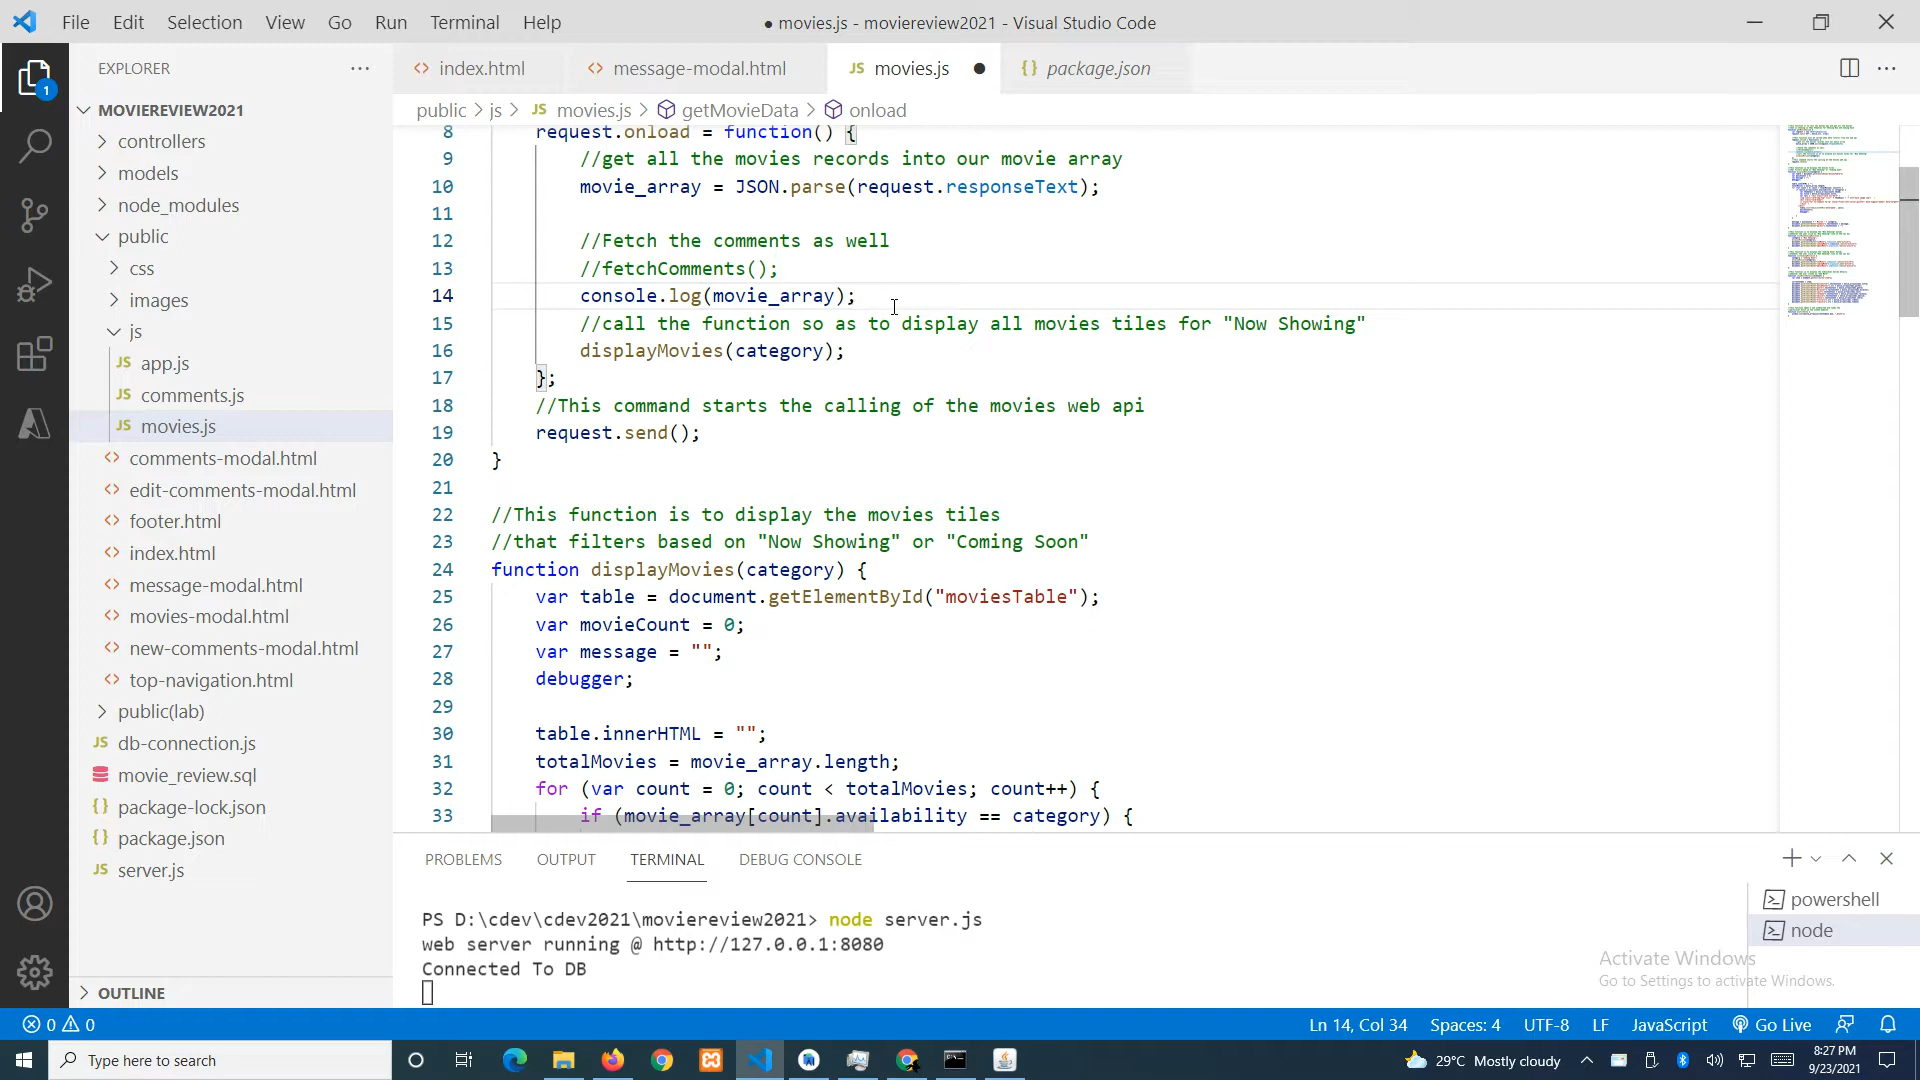 File Edit Selection View Go Run Terminal Help
● movies.js - moviereview2021 - Visual Studio Code
EXPLORER
index.html
message-modal.html
JS movies.js
{} package.json
public > js > JS movies.js > getMovieData > onload
1
MOVIEREVIEW2021
controllers
models
node_modules
public
css
images
js
JS app.js
JS comments.js
JS movies.js
<> comments-modal.html
<> edit-comments-modal.html
<> footer.html
<> index.html
<> message-modal.html
<> movies-modal.html
<> new-comments-modal.html
<> top-navigation.html
public(lab)
JS db-connection.js
movie_review.sql
{} package-lock.json
{} package.json
JS server.js
OUTLINE
8 request.onload = function() {
9 //get all the movies records into our movie array
10 movie_array = JSON.parse(request.responseText);
11
12 //Fetch the comments as well
13 //fetchComments();
14 console.log(movie_array);
15 //call the function so as to display all movies tiles for "Now Showing"
16 displayMovies(category);
17 };
18 //This command starts the calling of the movies web api
19 request.send();
20 }
21
22 //This function is to display the movies tiles
23 //that filters based on "Now Showing" or "Coming Soon"
24 function displayMovies(category) {
25 var table = document.getElementById("moviesTable");
26 var movieCount = 0;
27 var message = "";
28 debugger;
29
30 table.innerHTML = "";
31 totalMovies = movie_array.length;
32 for (var count = 0; count < totalMovies; count++) {
33 if (movie_array[count].availability == category) {
PROBLEMS OUTPUT TERMINAL DEBUG CONSOLE
PS D:\cdev\cdev2021\moviereview2021> node server.js
web server running @ http://127.0.0.1:8080
Connected To DB
powershell
node
Activate Windows
Go to Settings to activate Windows.
0 0
Ln 14, Col 34 Spaces: 4 UTF-8 LF JavaScript Go Live
Type here to search
29°C Mostly cloudy
8:27 PM
9/23/2021